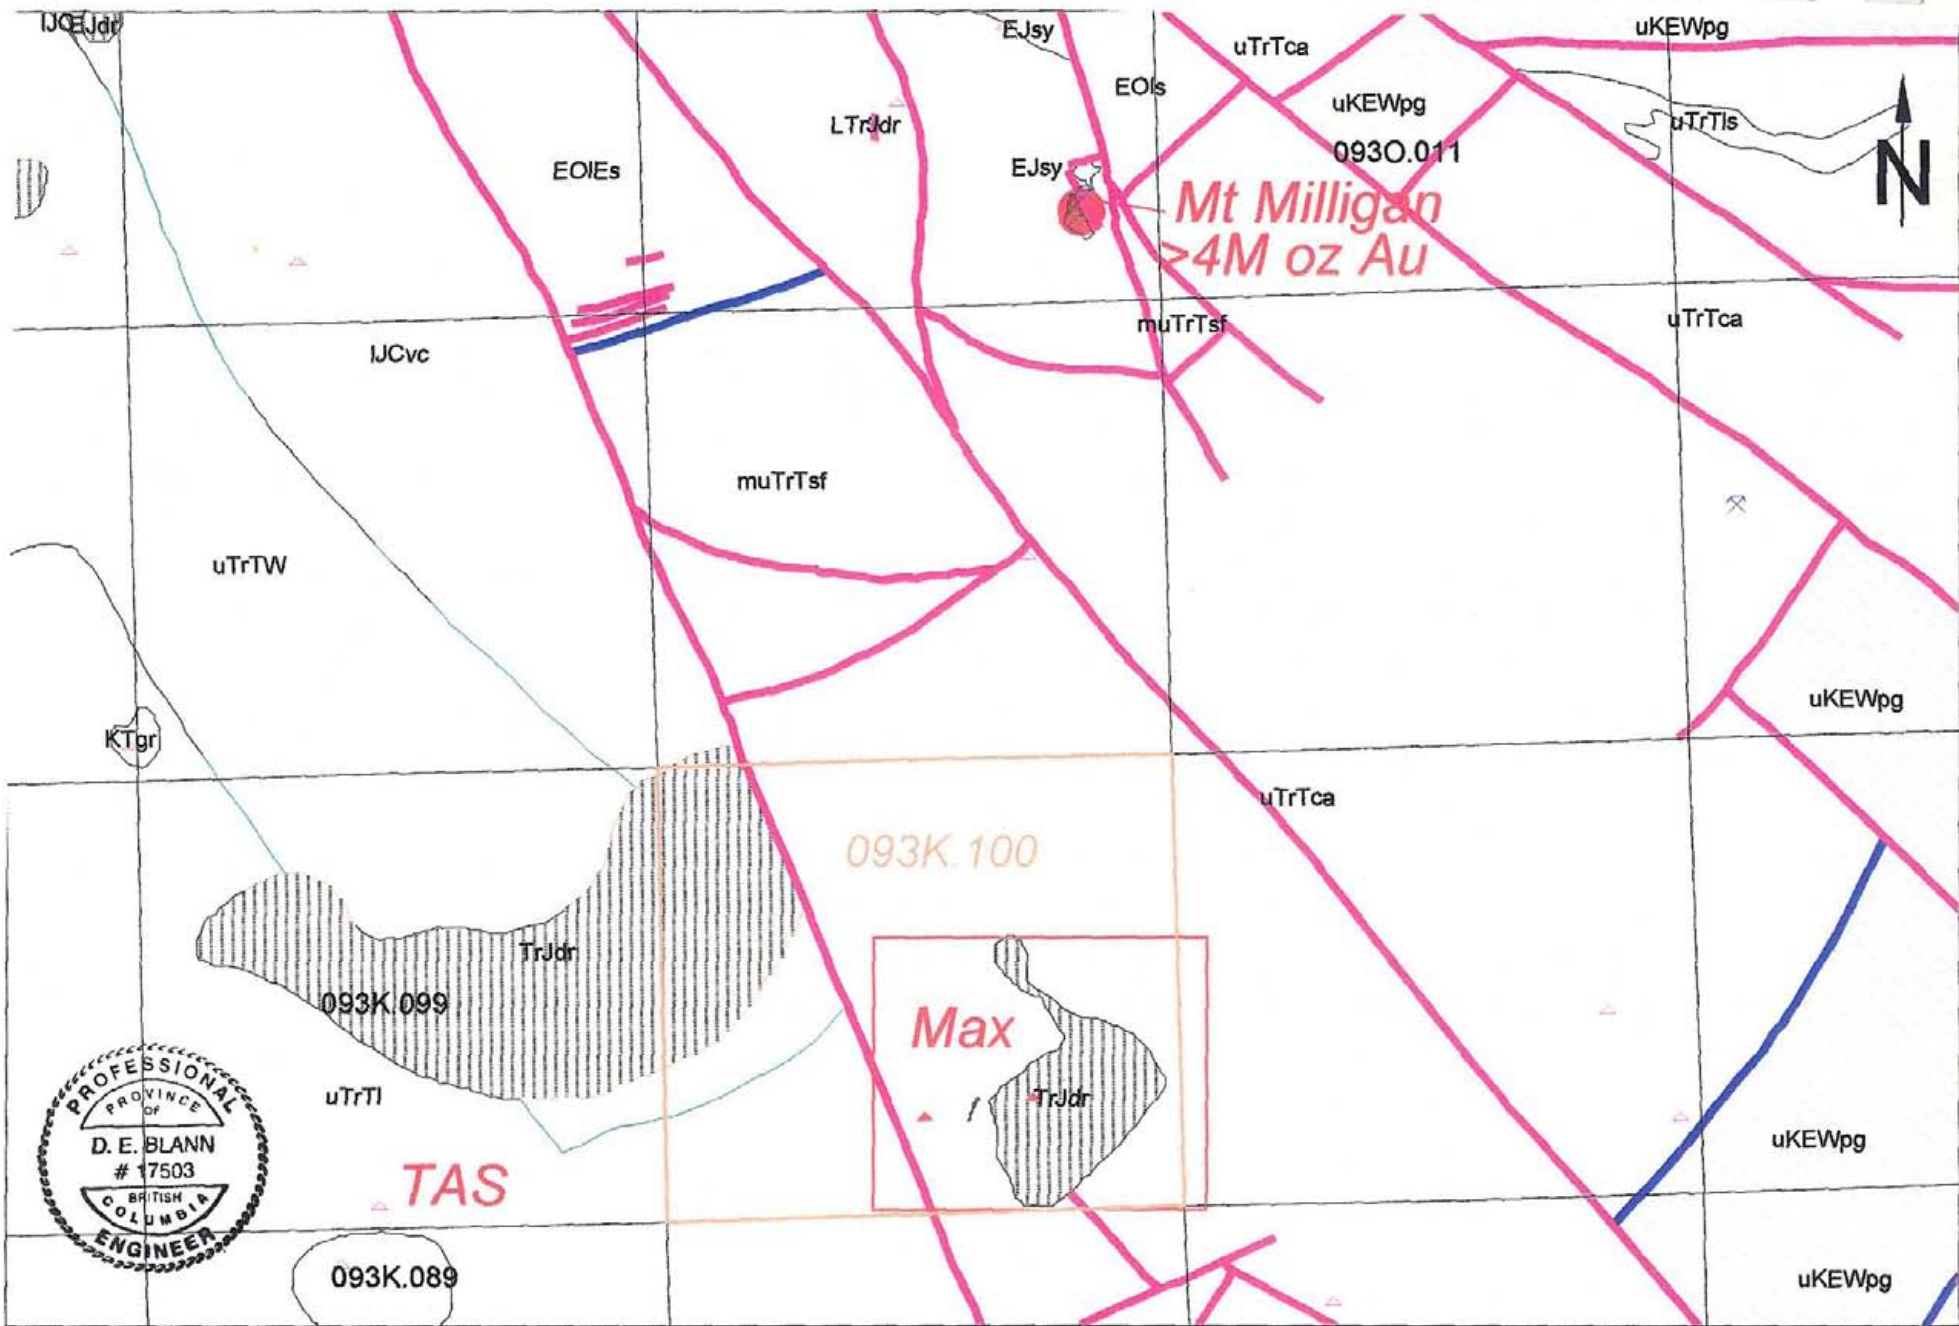 EJsy
uTrTca
uKEWpg
EOls
uKEWpg
LTrJdr
uTrTls
093O.011
EOlEs
EJsy
N
Mt Milligan
>4M oz Au
muTrTsf
uTrTca
lJCvc
muTrTsf
uTrTW
uKEWpg
KTgr
uTrTca
093K.100
TrJdr
093K.099
Max
uTrTl
TrJdr
PROFESSIONAL
PROVINCE
OF
D. E. BLANN
# 17503
BRITISH
COLUMBIA
ENGINEER
uKEWpg
TAS
093K.089
uKEWpg